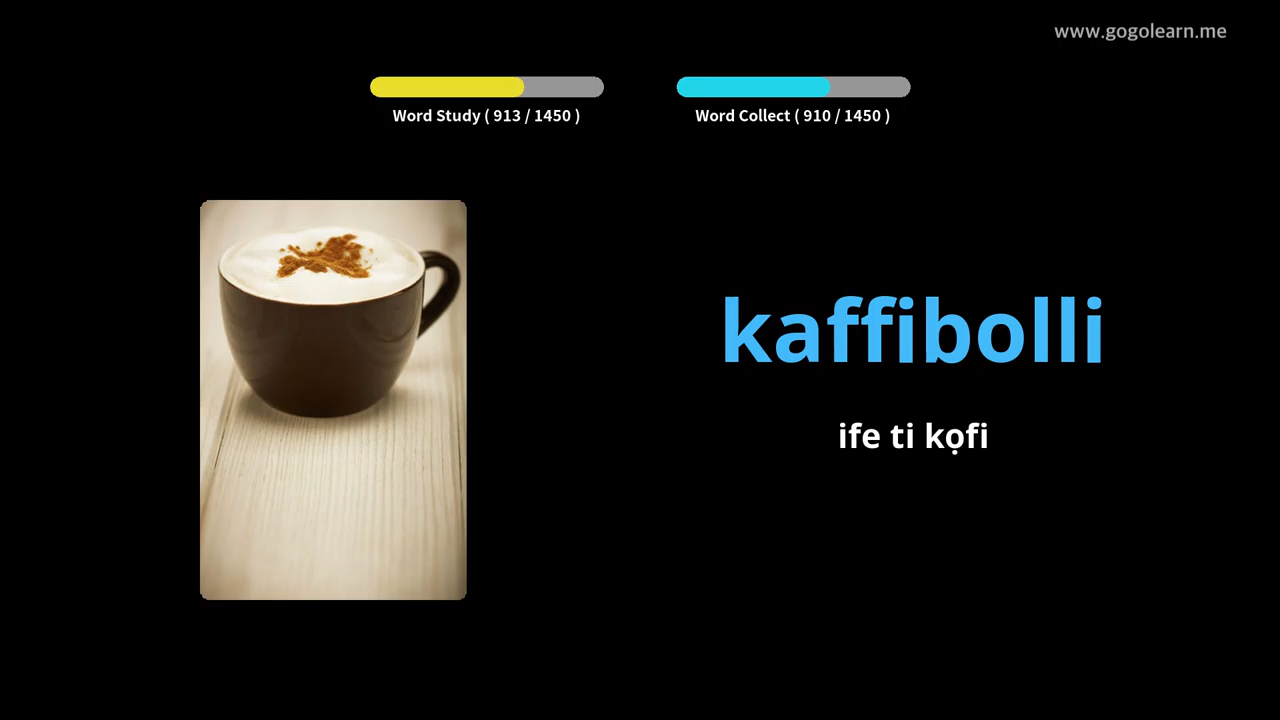 www.gogolearn.me
Word Study ( 913 / 1450 )
Word Collect ( 910 / 1450 )
kaffibolli
ife ti kọfi